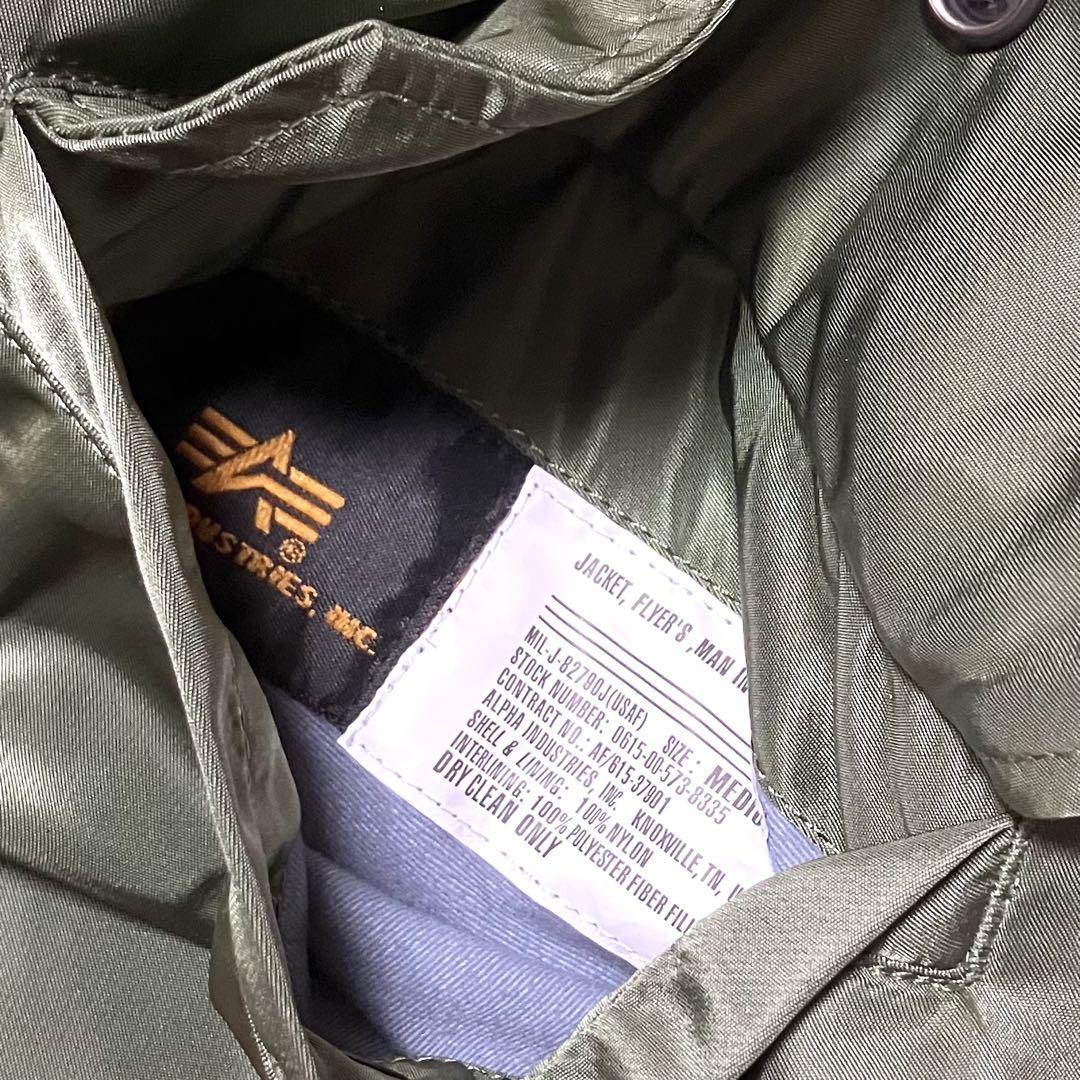 ®
INDUSTRIES, INC.
JACKET, FLYER'S, MAN
MIL-J-82790J(USAF) SIZE: MEDIU
STOCK NUMBER: 0615-00-573-8335
CONTRACT NO.: AF/615-37901
ALPHA INDUSTRIES, INC. KNOXVILLE, TN,
SHELL & LINING: 100% NYLON
INTERLINING: 100% POLYESTER FIBER FILL
DRY CLEAN ONLY